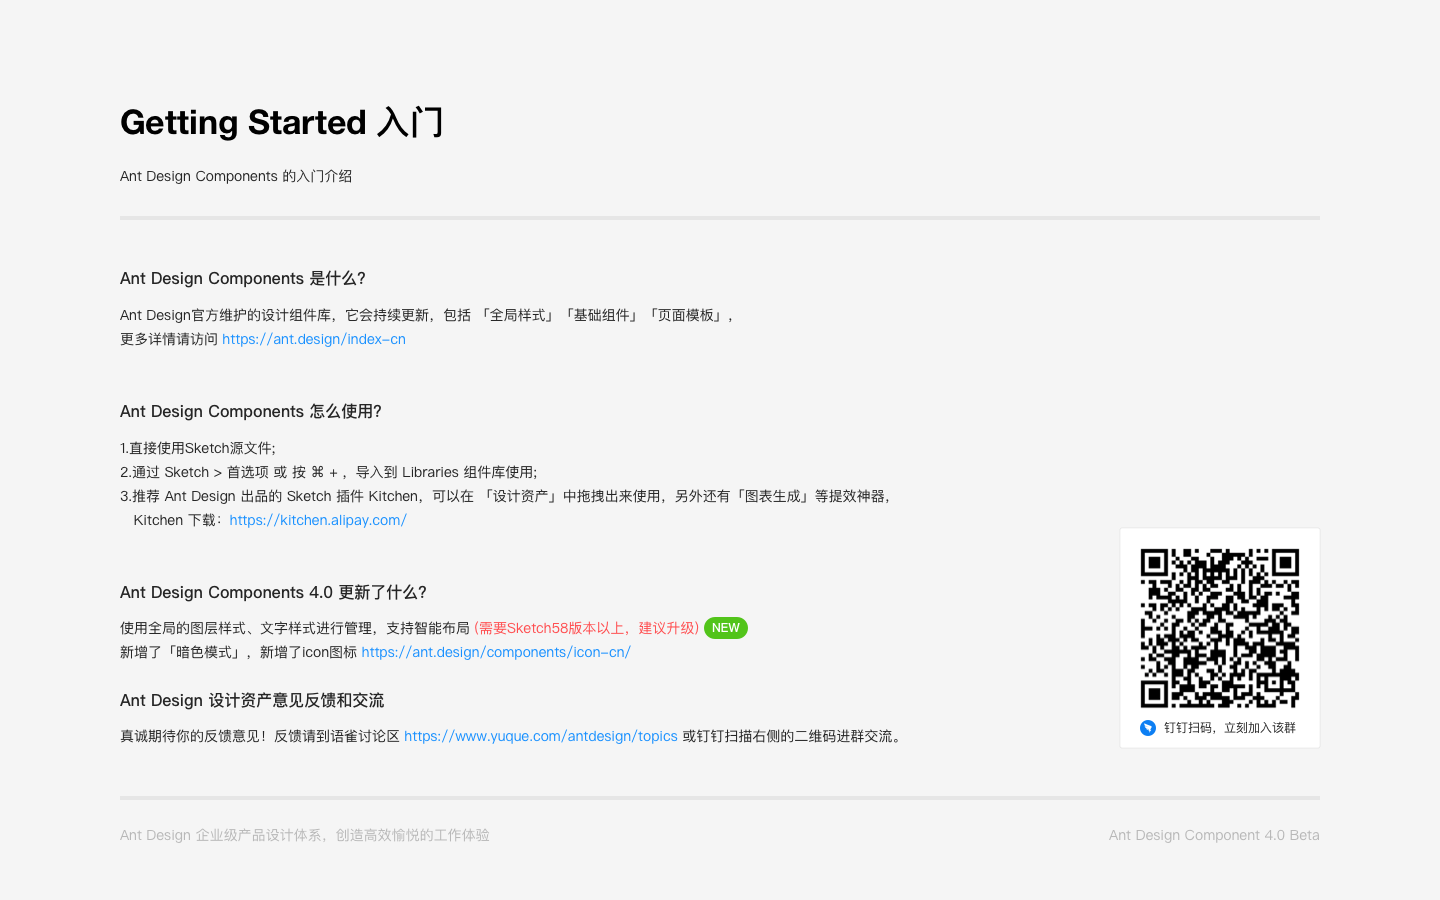 Getting Started 入门
Ant Design Components 的入门介绍
Ant Design Components 是什么?
Ant Design官方维护的设计组件库，它会持续更新，包括 「全局样式」「基础组件」「页面模板」，
更多详情请访问 https://ant.design/index-cn
Ant Design Components 怎么使用?
1.直接使用Sketch源文件;
2.通过 Sketch > 首选项 或 按 ⌘ + ，导入到 Libraries 组件库使用;
3.推荐 Ant Design 出品的 Sketch 插件 Kitchen，可以在 「设计资产」中拖拽出来使用，另外还有「图表生成」等提效神器，
Kitchen 下载：https://kitchen.alipay.com/
Ant Design Components 4.0 更新了什么?
使用全局的图层样式、文字样式进行管理，支持智能布局 (需要Sketch58版本以上，建议升级) NEW
新增了「暗色模式」，新增了icon图标 https://ant.design/components/icon-cn/
Ant Design 设计资产意见反馈和交流
真诚期待你的反馈意见！反馈请到语雀讨论区 https://www.yuque.com/antdesign/topics 或钉钉扫描右侧的二维码进群交流。
钉钉扫码，立刻加入该群
Ant Design 企业级产品设计体系，创造高效愉悦的工作体验
Ant Design Component 4.0 Beta